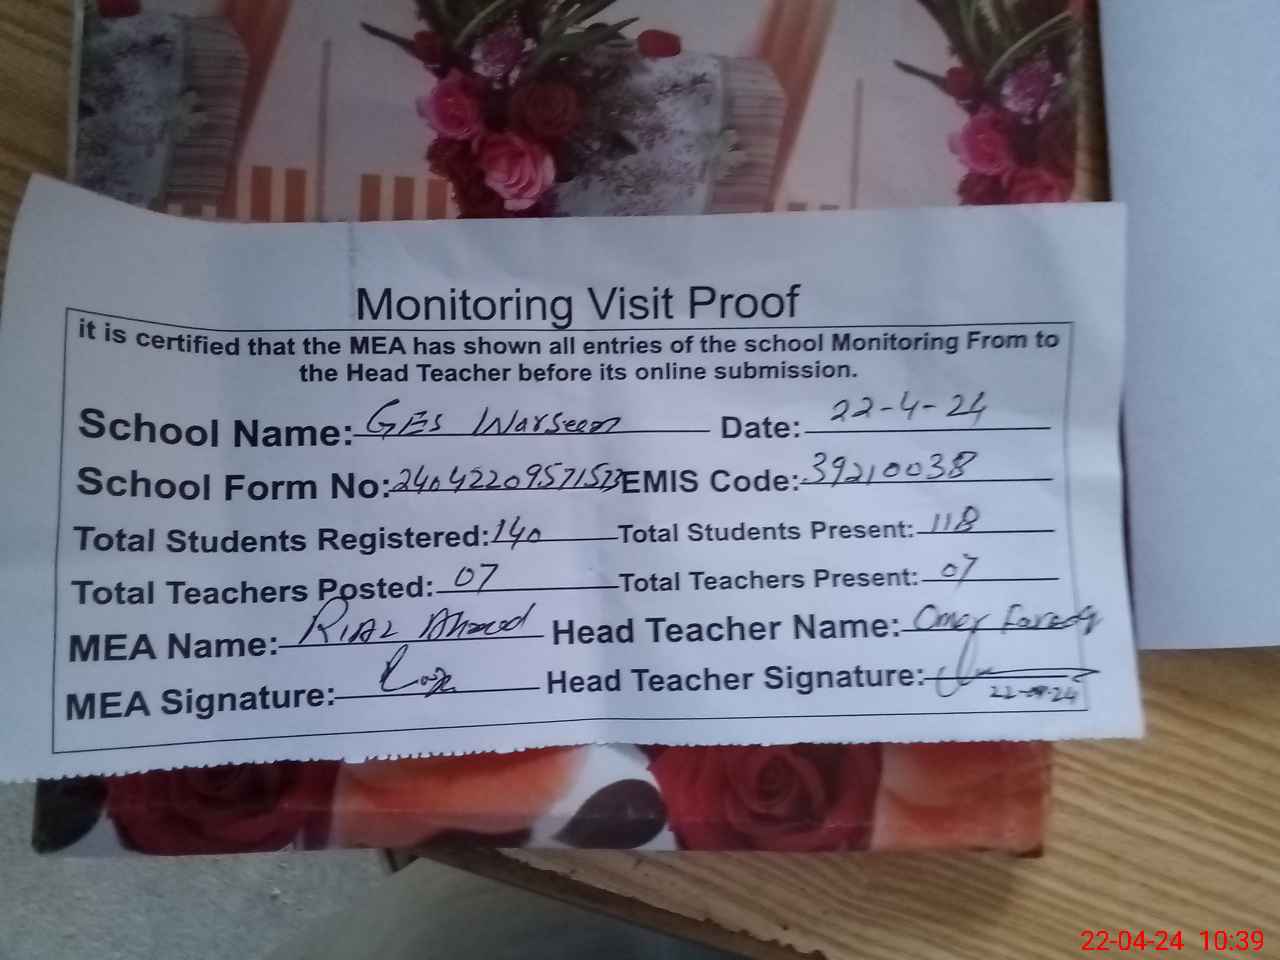 Monitoring Visit Proof
it is certified that the MEA has shown all entries of the school Monitoring From to
the Head Teacher before its online submission.
School Name: GES Warseen Date: 22-4-24
School Form No: EMIS Code: 39210038
Total Students Registered: 140 Total Students Present: 118
Total Teachers Posted: 07 Total Teachers Present: 07
MEA Name: Riaz Ahmad Head Teacher Name: Omer Farooq
MEA Signature: Head Teacher Signature:
22-04-24
22-04-24 10:39